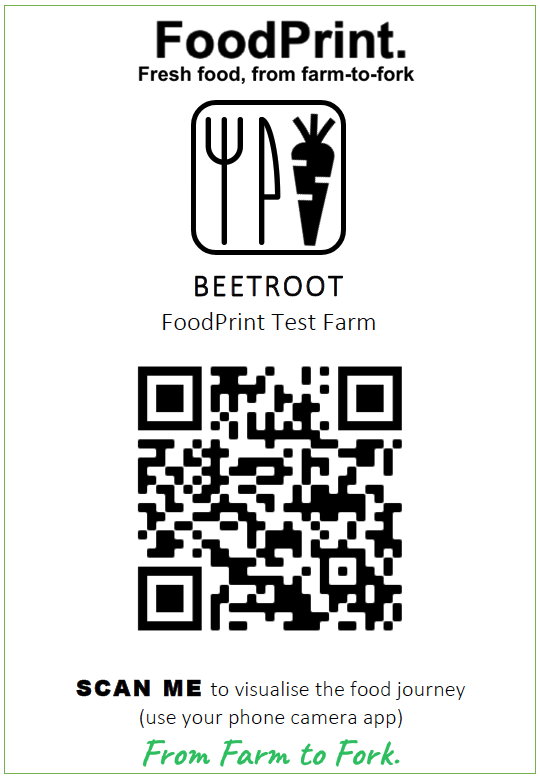 FoodPrint.
Fresh food, from farm-to-fork
BEETROOT
FoodPrint Test Farm
SCAN ME to visualise the food journey
(use your phone camera app)
From Farm to Fork.